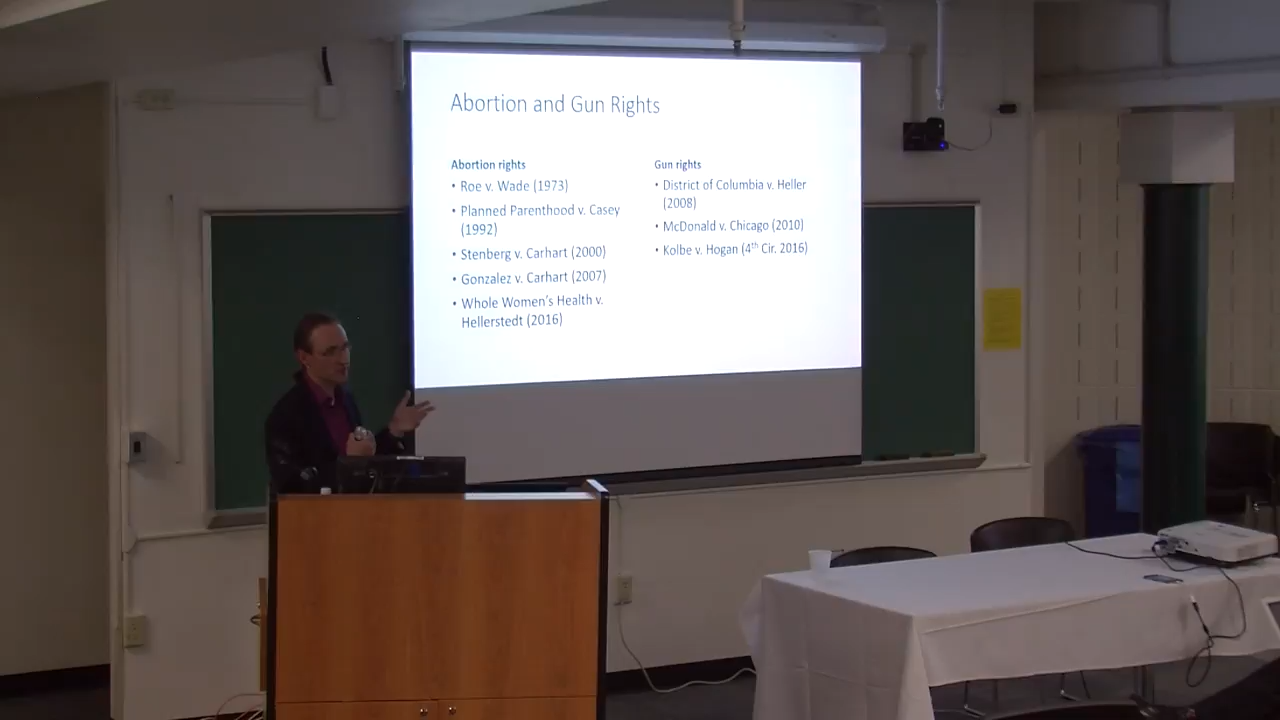 Abortion and Gun Rights
Abortion rights
• Roe v. Wade (1973)
• Planned Parenthood v. Casey
(1992)
• Stenberg v. Carhart (2000)
• Gonzalez v. Carhart (2007)
• Whole Women's Health v.
Hellerstedt (2016)
Gun rights
• District of Columbia v. Heller
(2008)
• McDonald v. Chicago (2010)
• Kolbe v. Hogan (4th Cir. 2016)